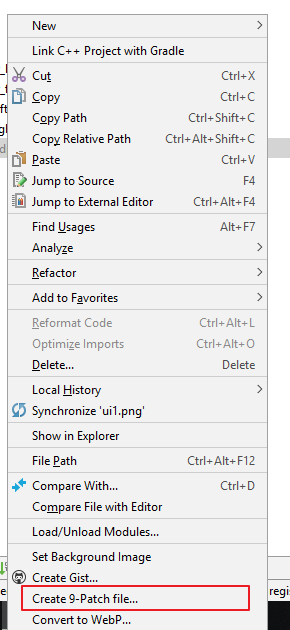 New
Link C++ Project with Gradle
Cut Ctrl+X
Copy Ctrl+C
Copy Path Ctrl+Shift+C
Copy Relative Path Ctrl+Alt+Shift+C
Paste Ctrl+V
Jump to Source F4
Jump to External Editor Ctrl+Alt+F4
Find Usages Alt+F7
Analyze
Refactor
Add to Favorites
Reformat Code Ctrl+Alt+L
Optimize Imports Ctrl+Alt+O
Delete... Delete
Local History
Synchronize 'ui1.png'
Show in Explorer
File Path Ctrl+Alt+F12
Compare With... Ctrl+D
Compare File with Editor
Load/Unload Modules...
Set Background Image
Create Gist...
Create 9-Patch file...
regis
Convert to WebP...